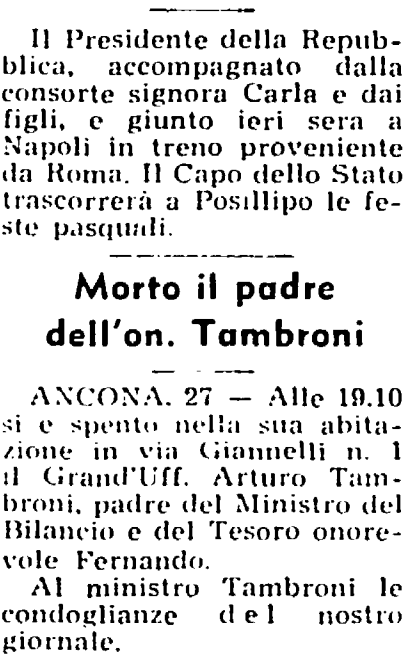 Il Presidente della Repub-
blica, accompagnato dalla
consorte signora Carla e dai
figli, e giunto ieri sera a
Napoli in treno proveniente
da Roma. Il Capo dello Stato
trascorrerà a Posillipo le fe-
ste pasquali.
Morto il padre
dell'on. Tambroni
ANCONA, 27 — Alle 19.10
si e spento nella sua abita-
zione in via Giannelli n. 1
il Grand'Uff. Arturo Tam-
broni, padre del Ministro del
Bilancio e del Tesoro onore-
vole Fernando.
Al ministro Tambroni le
condoglianze del nostro
giornale.